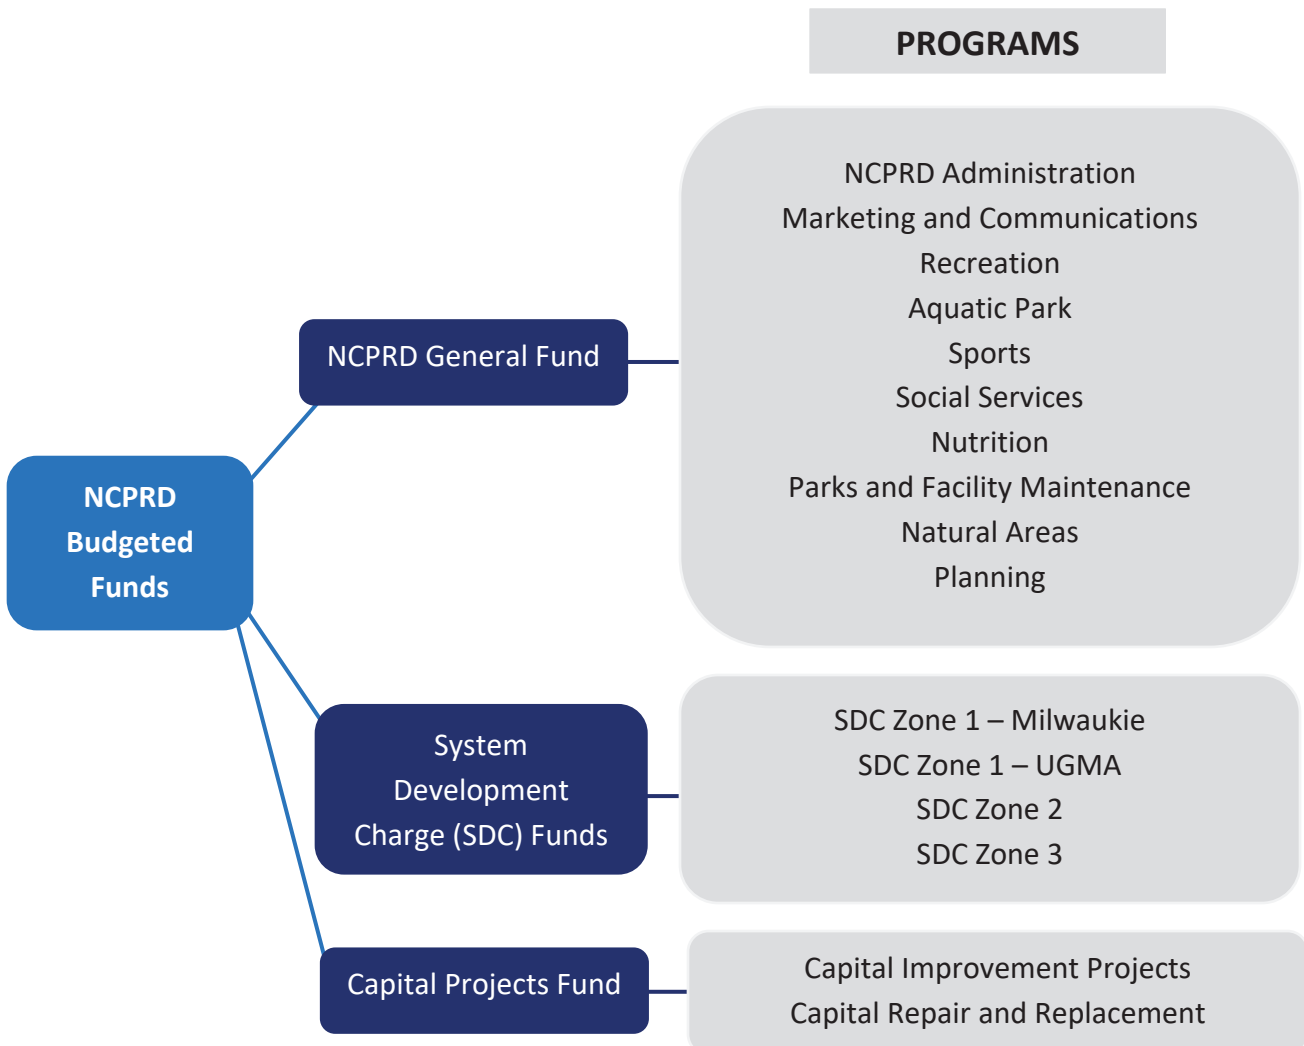 PROGRAMS
NCPRD Administration
Marketing and Communications
Recreation
Aquatic Park
Sports
Social Services
Nutrition
Parks and Facility Maintenance
Natural Areas
Planning
NCPRD General Fund
NCPRD
Budgeted
Funds
System
Development
Charge (SDC) Funds
SDC Zone 1 – Milwaukie
SDC Zone 1 – UGMA
SDC Zone 2
SDC Zone 3
Capital Projects Fund
Capital Improvement Projects
Capital Repair and Replacement